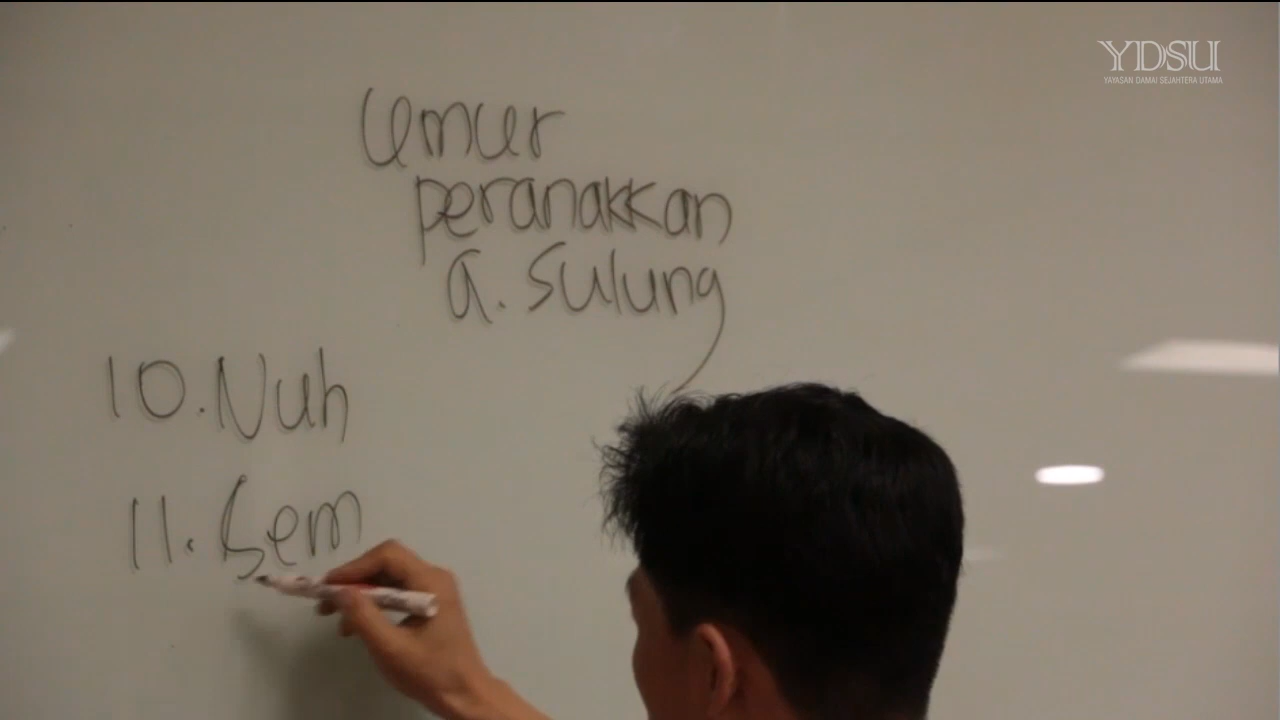 YDSU
YAYASAN DAMAI SEJAHTERA UTAMA
Umur
peranakkan
a. Sulung
10. Nuh
11. Sem